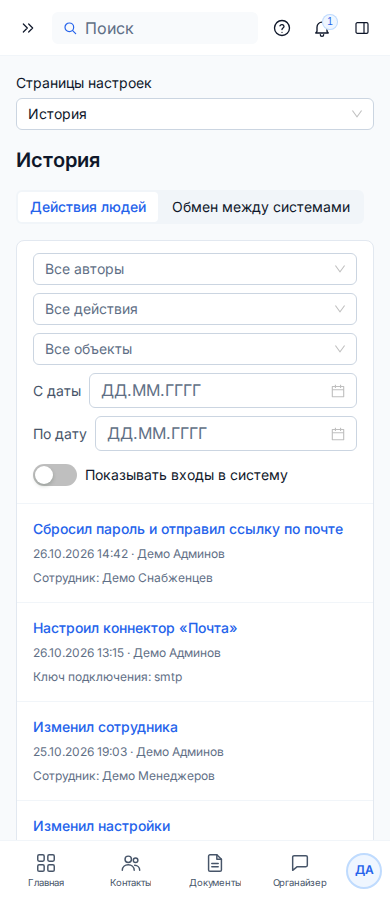 Поиск
1
Страницы настроек
История
История
Действия людей
Обмен между системами
Все авторы
Все действия
Все объекты
С даты ДД.ММ.ГГГГ
По дату ДД.ММ.ГГГГ
Показывать входы в систему
Сбросил пароль и отправил ссылку по почте
26.10.2026 14:42 · Демо Админов
Сотрудник: Демо Снабженцев
Настроил коннектор «Почта»
26.10.2026 13:15 · Демо Админов
Ключ подключения: smtp
Изменил сотрудника
25.10.2026 19:03 · Демо Админов
Сотрудник: Демо Менеджеров
Изменил настройки
Главная
Контакты
Документы
Органайзер
ДА